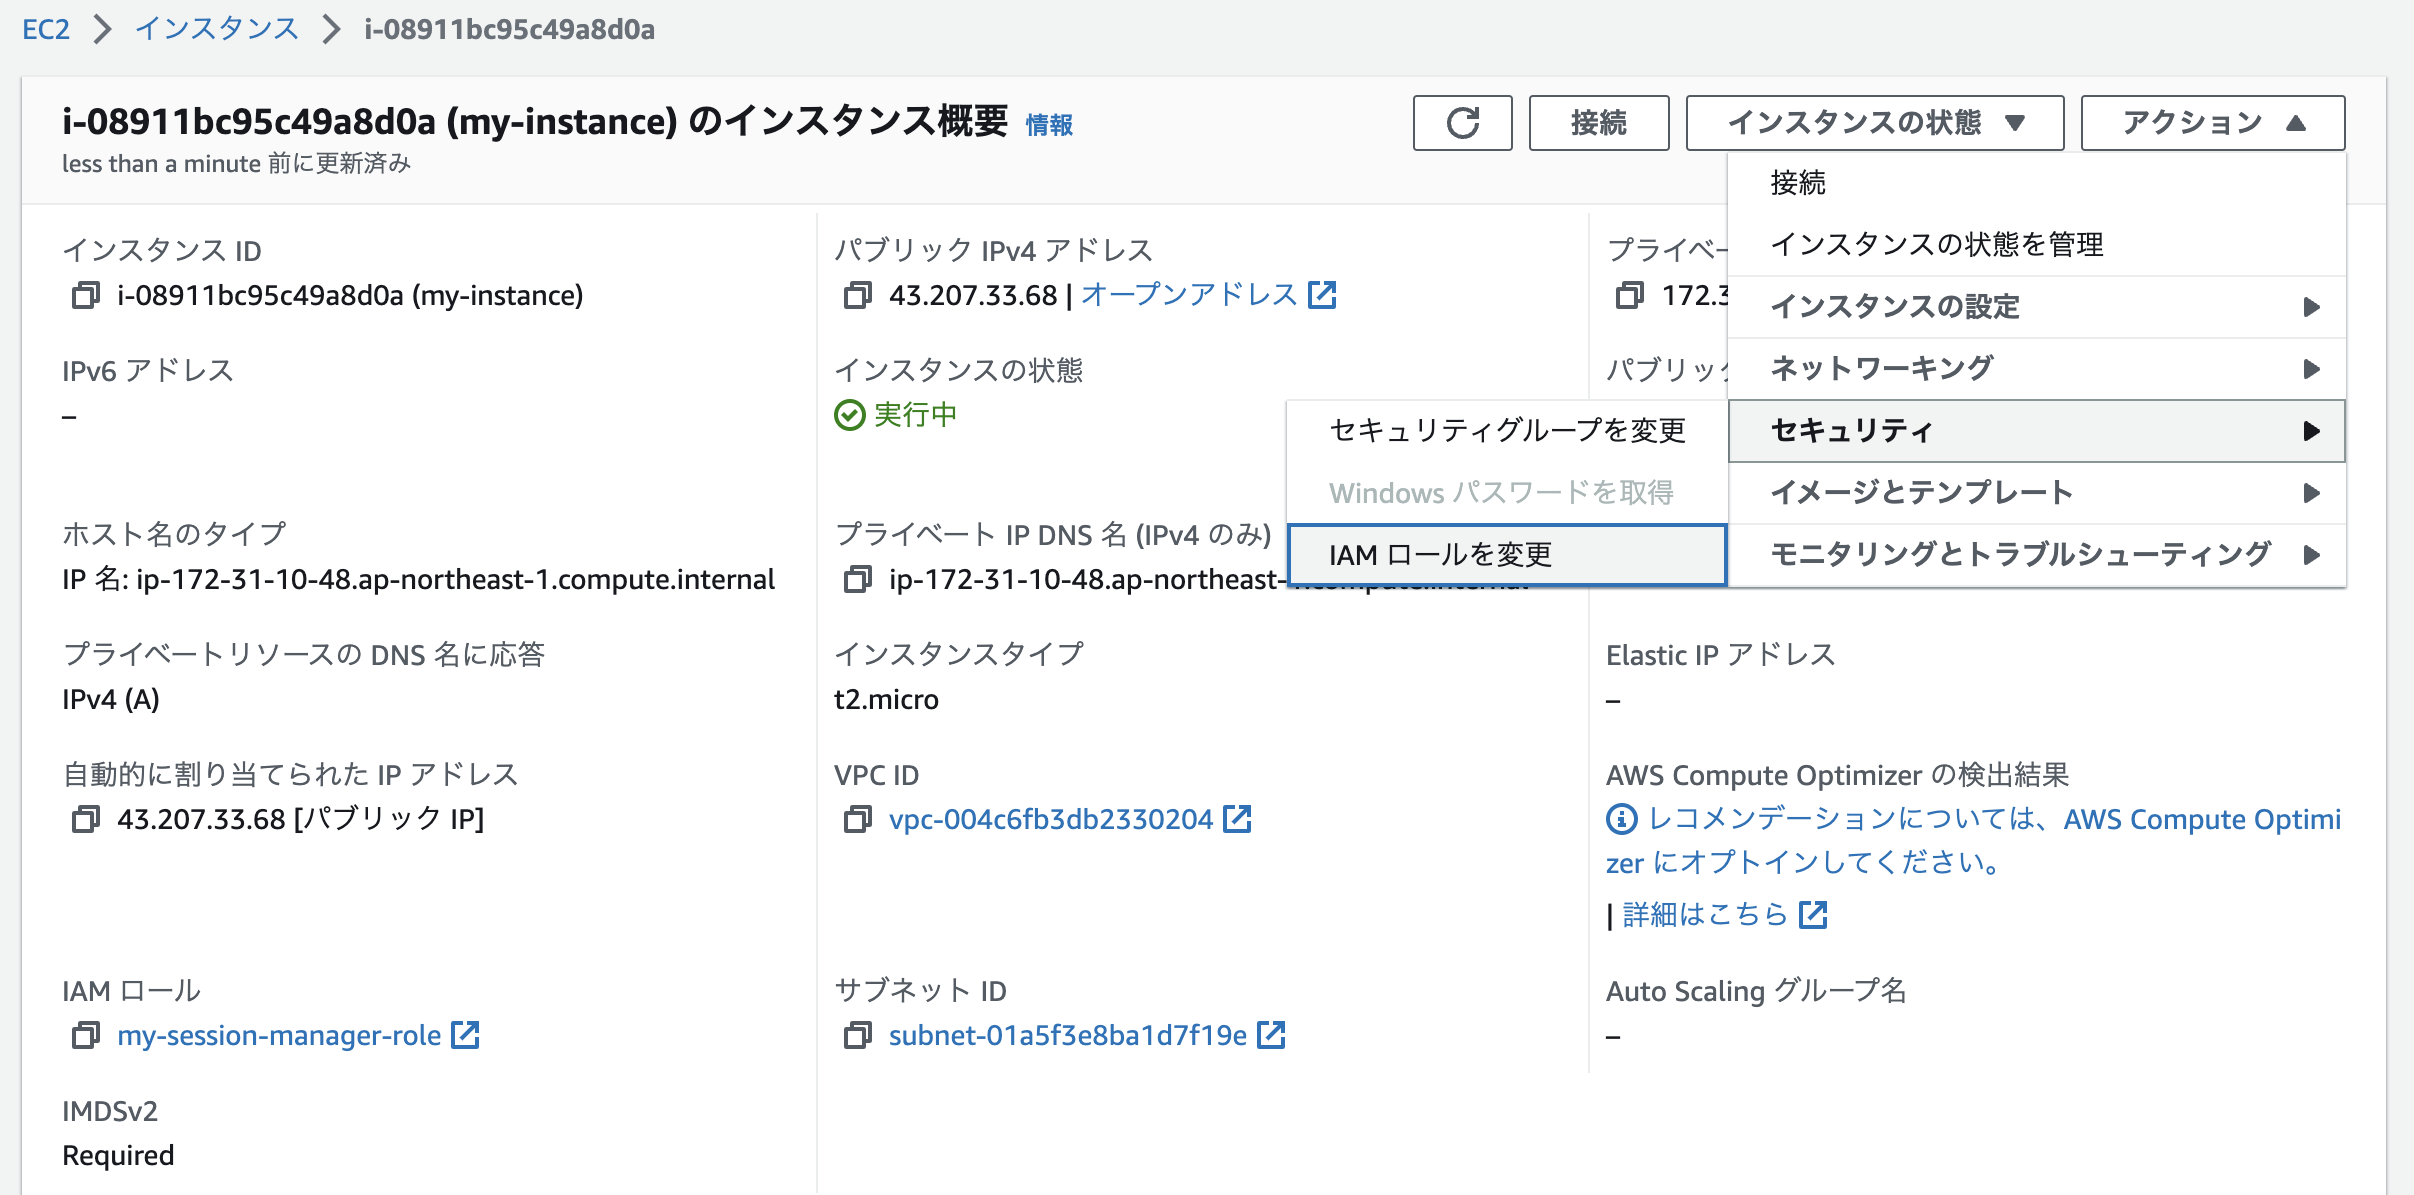 EC2 インスタンス i-08911bc95c49a8d0a
i-08911bc95c49a8d0a (my-instance) のインスタンス概要 情報
less than a minute 前に更新済み
接続
インスタンスの状態 ▼
アクション ▲
接続
インスタンスの状態を管理
インスタンスの設定
ネットワーキング
セキュリティ
イメージとテンプレート
モニタリングとトラブルシューティング
セキュリティグループを変更
Windows パスワードを取得
IAM ロールを変更
インスタンス ID
i-08911bc95c49a8d0a (my-instance)
パブリック IPv4 アドレス
43.207.33.68 | オープンアドレス
プライベー
172.3
IPv6 アドレス
–
インスタンスの状態
実行中
パブリック
ホスト名のタイプ
IP 名: ip-172-31-10-48.ap-northeast-1.compute.internal
プライベート IP DNS 名 (IPv4 のみ)
ip-172-31-10-48.ap-northeast-1.compute.internal
プライベートリソースの DNS 名に応答
IPv4 (A)
インスタンスタイプ
t2.micro
Elastic IP アドレス
–
自動的に割り当てられた IP アドレス
43.207.33.68 [パブリック IP]
VPC ID
vpc-004c6fb3db2330204
AWS Compute Optimizer の検出結果
レコメンデーションについては、AWS Compute Optimi
zer にオプトインしてください。
| 詳細はこちら
IAM ロール
my-session-manager-role
サブネット ID
subnet-01a5f3e8ba1d7f19e
Auto Scaling グループ名
–
IMDSv2
Required